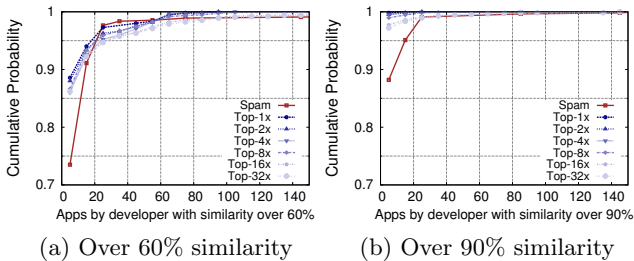 Cumulative Probability
1
0.9
0.8
0.7
0 20 40 60 80 100 120 140
Spam
Top-1x
Top-2x
Top-4x
Top-8x
Top-16x
Top-32x
Apps by developer with similarity over 60%
(a) Over 60% similarity
Cumulative Probability
1
0.9
0.8
0.7
0 20 40 60 80 100 120 140
Spam
Top-1x
Top-2x
Top-4x
Top-8x
Top-16x
Top-32x
Apps by developer with similarity over 90%
(b) Over 90% similarity